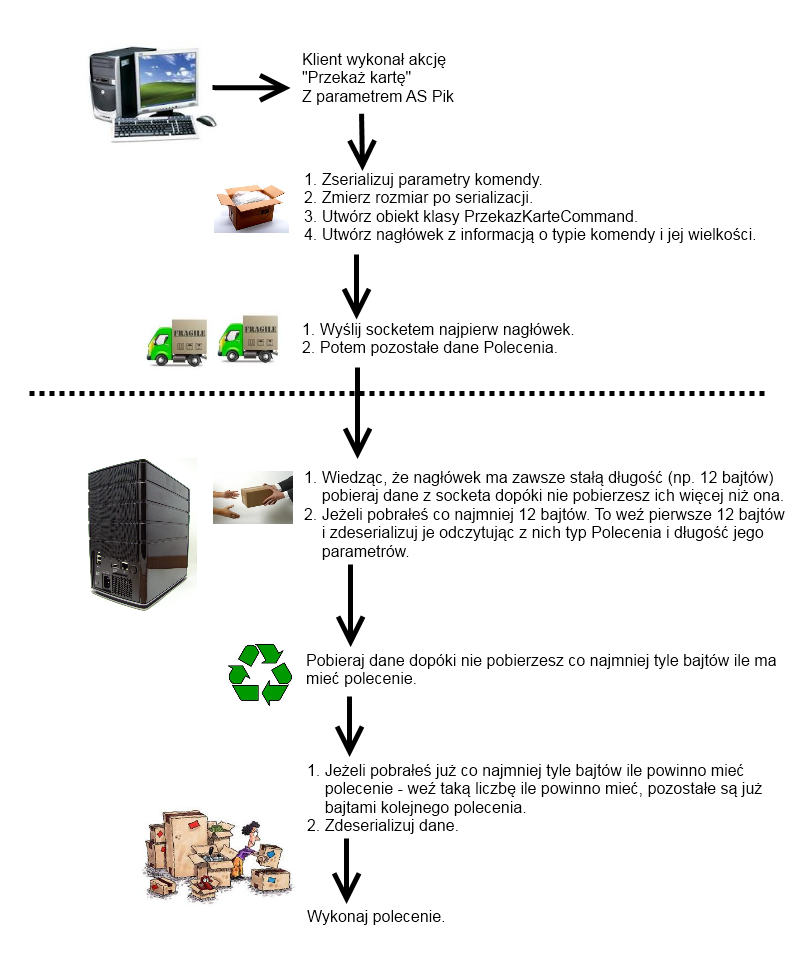 Klient wykonał akcję
"Przekaż kartę"
Z parametrem AS Pik
1. Zserializuj parametry komendy.
2. Zmierz rozmiar po serializacji.
3. Utwórz obiekt klasy PrzekazKarteCommand.
4. Utwórz nagłówek z informacją o typie komendy i jej wielkości.
FRAGILE
FRAGILE
1. Wyślij socketem najpierw nagłówek.
2. Potem pozostałe dane Polecenia.
1. Wiedząc, że nagłówek ma zawsze stałą długość (np. 12 bajtów)
pobieraj dane z socketa dopóki nie pobierzesz ich więcej niż ona.
2. Jeżeli pobrałeś co najmniej 12 bajtów. To weź pierwsze 12 bajtów
i zdeserializuj je odczytując z nich typ Polecenia i długość jego
parametrów.
Pobieraj dane dopóki nie pobierzesz co najmniej tyle bajtów ile ma
mieć polecenie.
1. Jeżeli pobrałeś już co najmniej tyle bajtów ile powinno mieć
polecenie - weź taką liczbę ile powinno mieć, pozostałe są już
bajtami kolejnego polecenia.
2. Zdeserializuj dane.
Wykonaj polecenie.